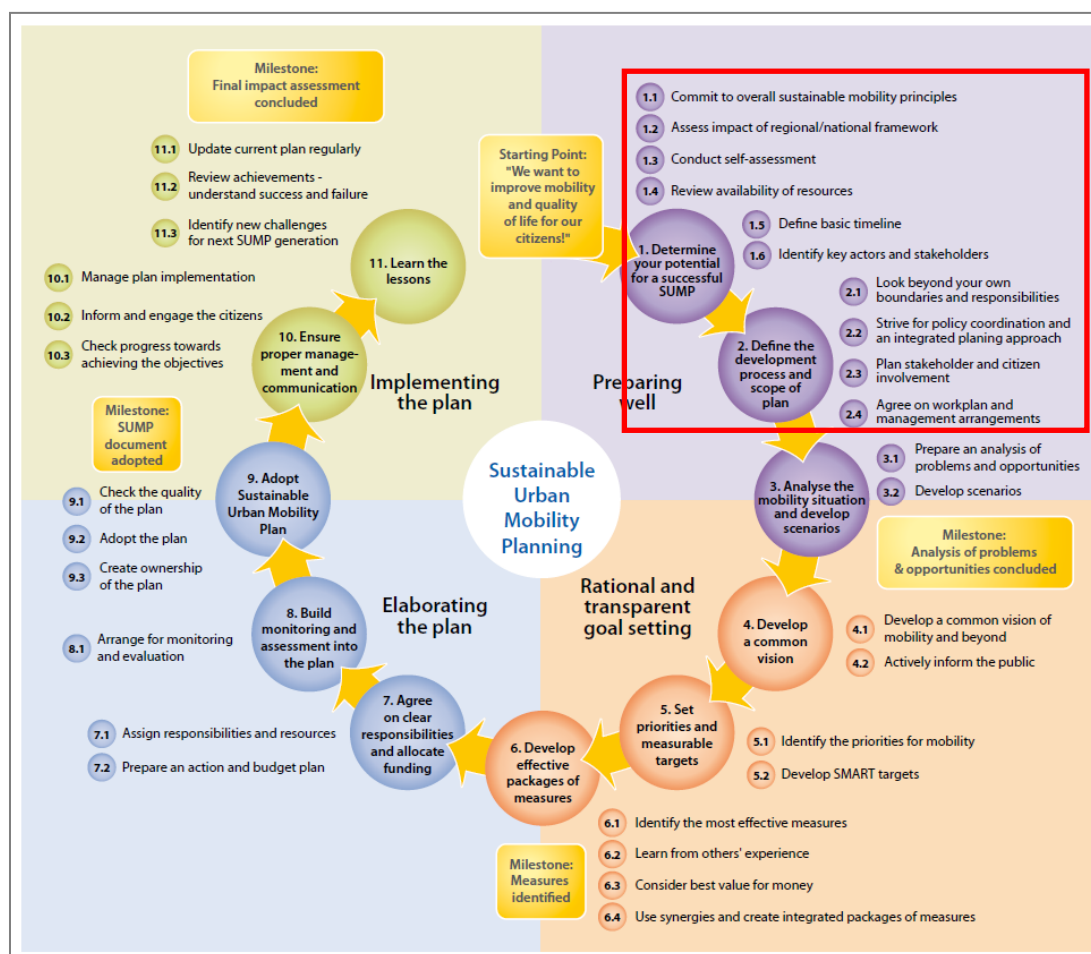 Starting Point:
"We want to
improve mobility
and quality
of life for our
citizens!"
1.1 Commit to overall sustainable mobility principles
1.2 Assess impact of regional/national framework
1.3 Conduct self-assessment
1.4 Review availability of resources
1.5 Define basic timeline
1.6 Identify key actors and stakeholders
1. Determine
your potential
for a successful
SUMP
2.1 Look beyond your own
boundaries and responsibilities
2.2 Strive for policy coordination and
an integrated planing approach
2.3 Plan stakeholder and citizen
involvement
2.4 Agree on workplan and
management arrangements
2. Define the
development
process and
scope of
plan
Preparing
well
3.1 Prepare an analysis of
problems and opportunities
3.2 Develop scenarios
3. Analyse the
mobility situation
and develop
scenarios
Milestone:
Analysis of problems
& opportunities concluded
Sustainable
Urban
Mobility
Planning
Rational and
transparent
goal setting
4. Develop
a common
vision
4.1 Develop a common vision of
mobility and beyond
4.2 Actively inform the public
5. Set
priorities and
measurable
targets
5.1 Identify the priorities for mobility
5.2 Develop SMART targets
6. Develop
effective
packages of
measures
6.1 Identify the most effective measures
6.2 Learn from others' experience
6.3 Consider best value for money
6.4 Use synergies and create integrated packages of measures
Milestone:
Measures
identified
7. Agree
on clear
responsibilities
and allocate
funding
7.1 Assign responsibilities and resources
7.2 Prepare an action and budget plan
Elaborating
the plan
8. Build
monitoring and
assessment into
the plan
8.1 Arrange for monitoring
and evaluation
9. Adopt
Sustainable
Urban Mobility
Plan
9.1 Check the quality
of the plan
9.2 Adopt the plan
9.3 Create ownership
of the plan
Milestone:
SUMP
document
adopted
Implementing
the plan
10. Ensure
proper manage-
ment and
communication
10.1 Manage plan implementation
10.2 Inform and engage the citizens
10.3 Check progress towards
achieving the objectives
11. Learn the
lessons
11.1 Update current plan regularly
11.2 Review achievements -
understand success and failure
11.3 Identify new challenges
for next SUMP generation
Milestone:
Final impact assessment
concluded